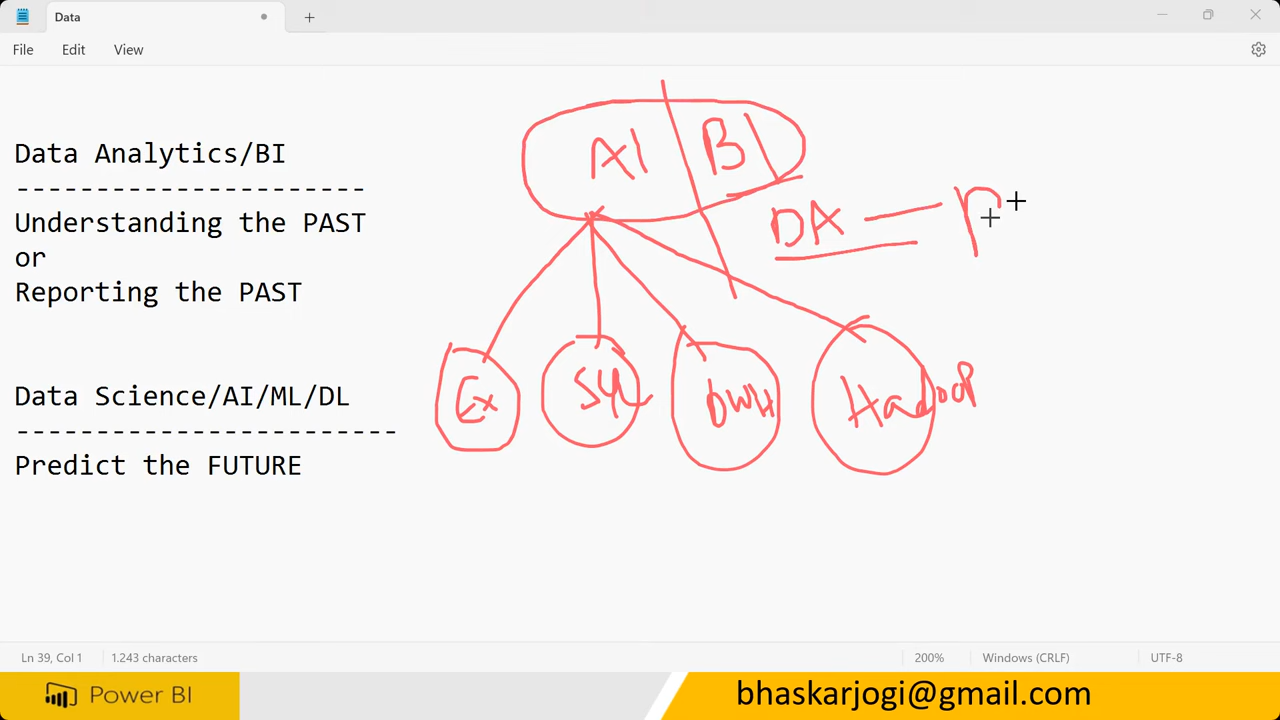 Data
File Edit View
Data Analytics/BI
----------------------
Understanding the PAST
or
Reporting the PAST
Data Science/AI/ML/DL
------------------------
Predict the FUTURE
AI BI
DA
Ex SQL DWH Hadoop
Ln 39, Col 1 1.243 characters 200% Windows (CRLF) UTF-8
Power BI bhaskarjogi@gmail.com